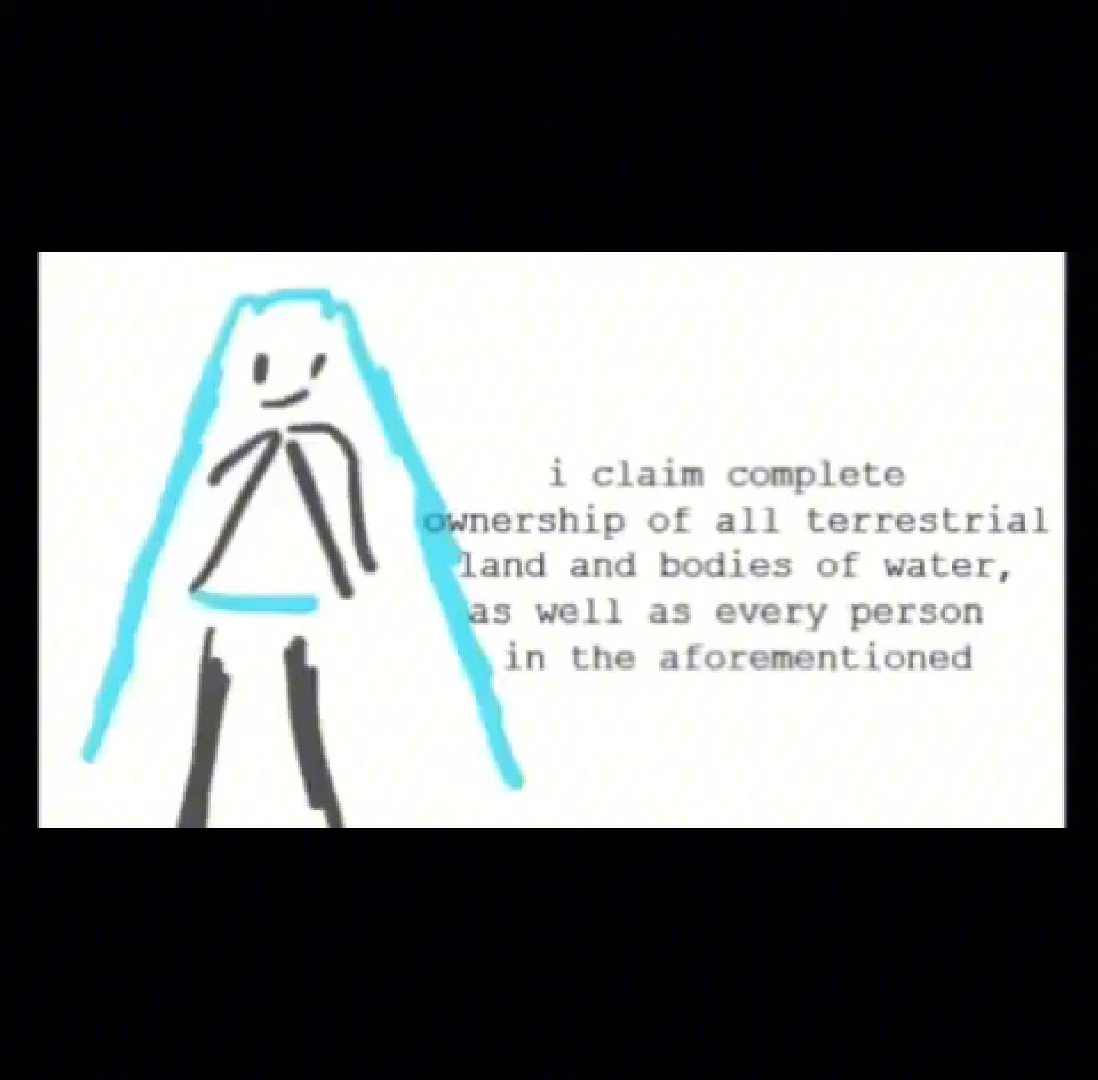 i claim complete
ownership of all terrestrial
land and bodies of water,
as well as every person
in the aforementioned